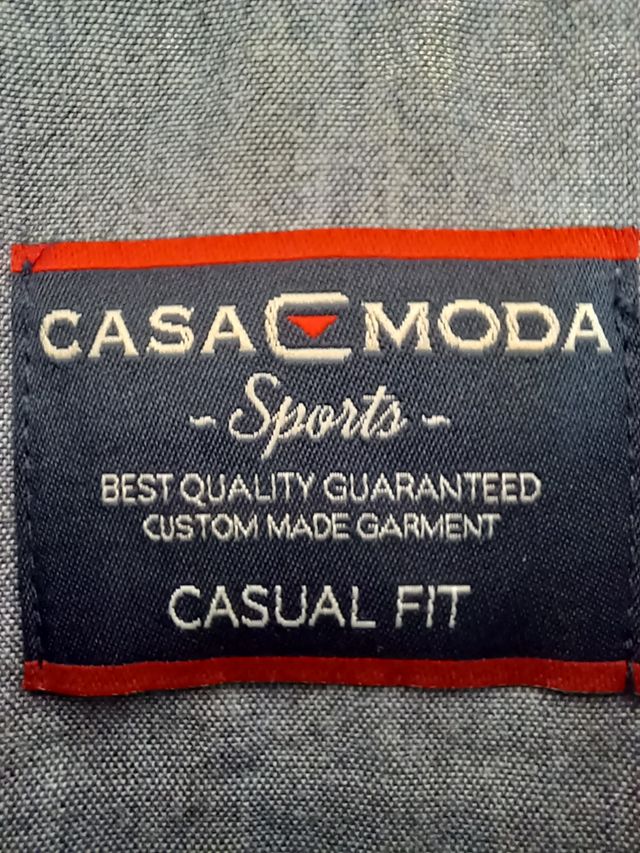 CASA MODA
~ Sports ~
BEST QUALITY GUARANTEED
CUSTOM MADE GARMENT
CASUAL FIT